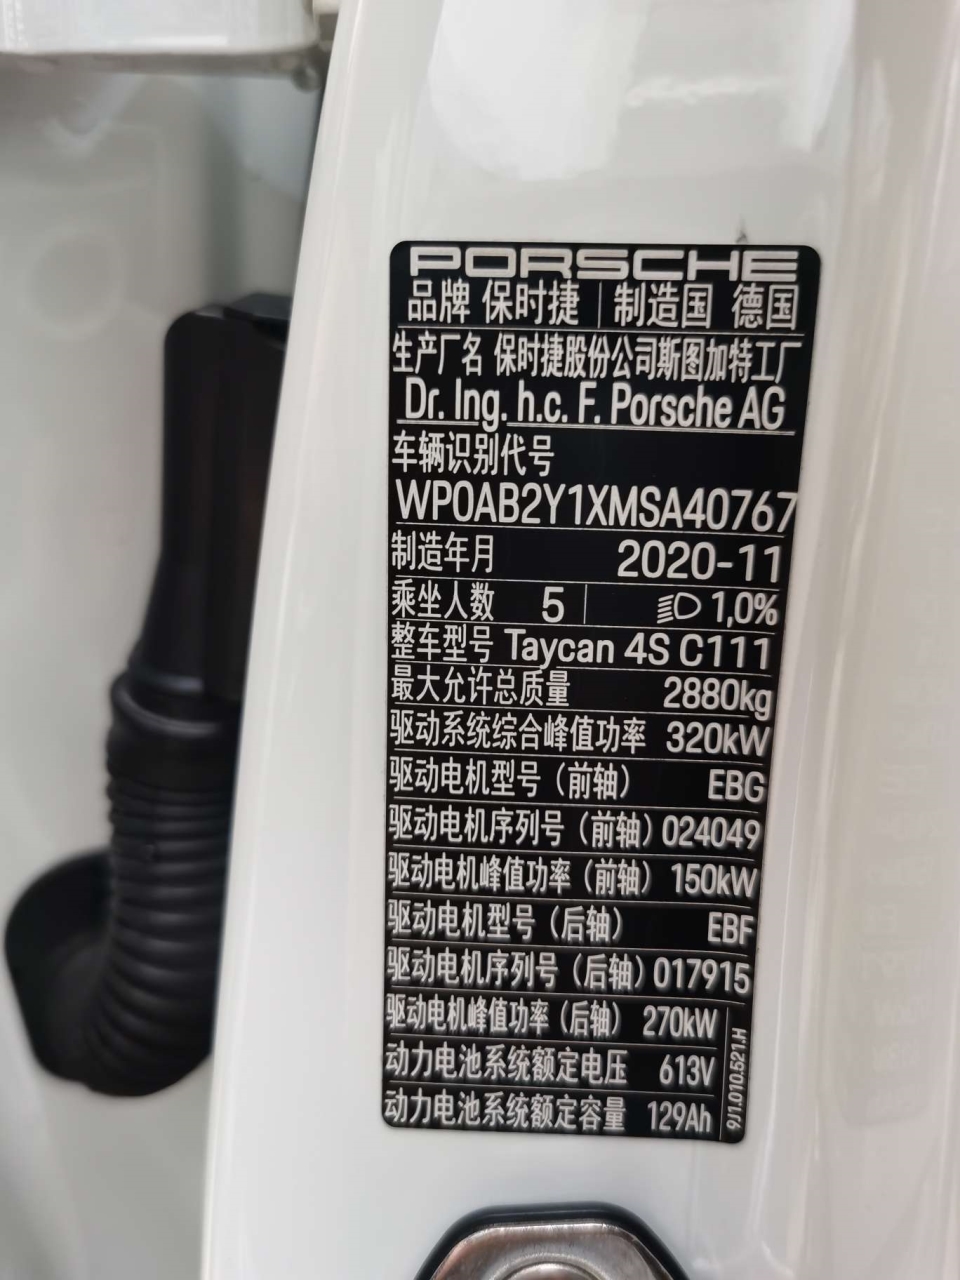 PORSCHE
品牌 保时捷 | 制造国 德国
生产厂名 保时捷股份公司斯图加特工厂
Dr. Ing. h.c. F. Porsche AG
车辆识别代号
WP0AB2Y1XMSA40767
制造年月 2020-11
乘坐人数 5 | 1,0%
整车型号 Taycan 4S C111
最大允许总质量 2880kg
驱动系统综合峰值功率 320kW
驱动电机型号（前轴） EBG
驱动电机序列号（前轴）024049
驱动电机峰值功率（前轴） 150kW
驱动电机型号（后轴） EBF
驱动电机序列号（后轴）017915
驱动电机峰值功率（后轴） 270kW
动力电池系统额定电压 613V
动力电池系统额定容量 129Ah
9J1.010.521.H